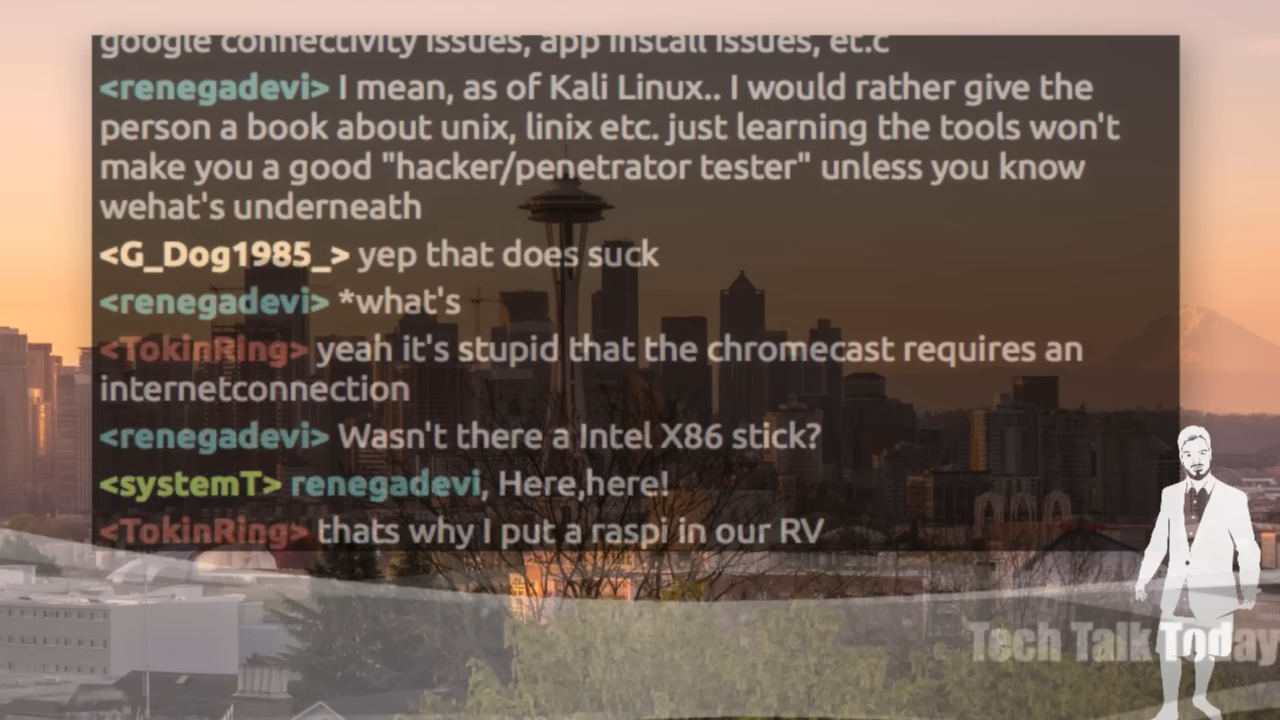 google connectivity issues, app install issues, et.c
<renegadevi> I mean, as of Kali Linux.. I would rather give the
person a book about unix, linix etc. just learning the tools won't
make you a good "hacker/penetrator tester" unless you know
wehat's underneath
<G_Dog1985_> yep that does suck
<renegadevi> *what's
<TokinRing> yeah it's stupid that the chromecast requires an
internetconnection
<renegadevi> Wasn't there a Intel X86 stick?
<systemT> renegadevi, Here,here!
<TokinRing> thats why I put a raspi in our RV
Tech Talk Today